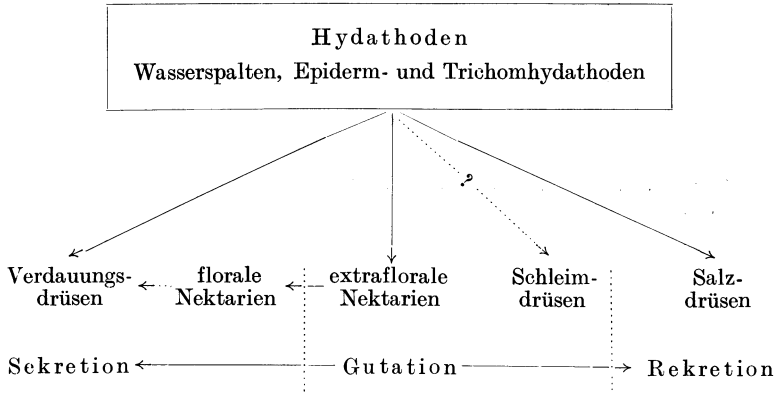 Hydathoden
Wasserspalten, Epiderm- und Trichomhydathoden
?
Verdauungs-
drüsen
florale
Nektarien
extraflorale
Nektarien
Schleim-
drüsen
Salz-
drüsen
Sekretion
Gutation
Rekretion